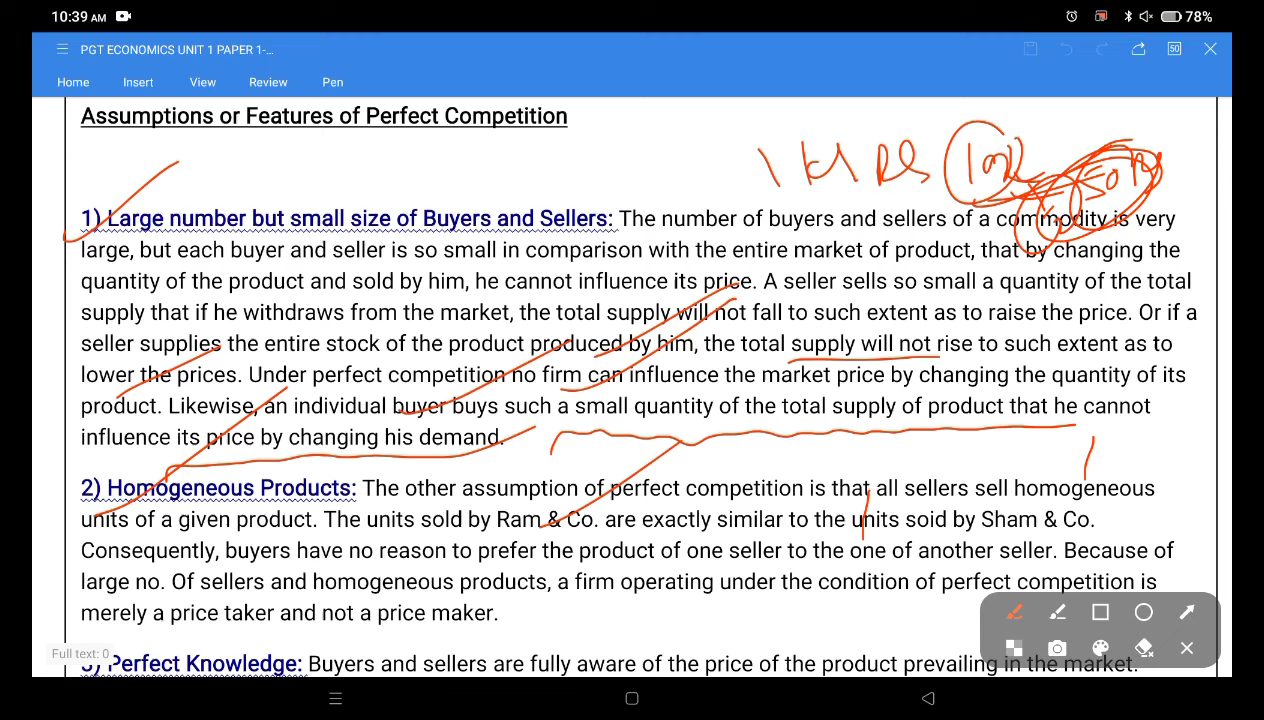 10:39 AM
78%
PGT ECONOMICS UNIT 1 PAPER 1-...
50
Home Insert View Review Pen
Assumptions or Features of Perfect Competition
1) Large number but small size of Buyers and Sellers: The number of buyers and sellers of a commodity is very
large, but each buyer and seller is so small in comparison with the entire market of product, that by changing the
quantity of the product and sold by him, he cannot influence its price. A seller sells so small a quantity of the total
supply that if he withdraws from the market, the total supply will not fall to such extent as to raise the price. Or if a
seller supplies the entire stock of the product produced by him, the total supply will not rise to such extent as to
lower the prices. Under perfect competition no firm can influence the market price by changing the quantity of its
product. Likewise, an individual buyer buys such a small quantity of the total supply of product that he cannot
influence its price by changing his demand.
2) Homogeneous Products: The other assumption of perfect competition is that all sellers sell homogeneous
units of a given product. The units sold by Ram & Co. are exactly similar to the units soid by Sham & Co.
Consequently, buyers have no reason to prefer the product of one seller to the one of another seller. Because of
large no. Of sellers and homogeneous products, a firm operating under the condition of perfect competition is
merely a price taker and not a price maker.
3) Perfect Knowledge: Buyers and sellers are fully aware of the price of the product prevailing in the market.
Full text: 0